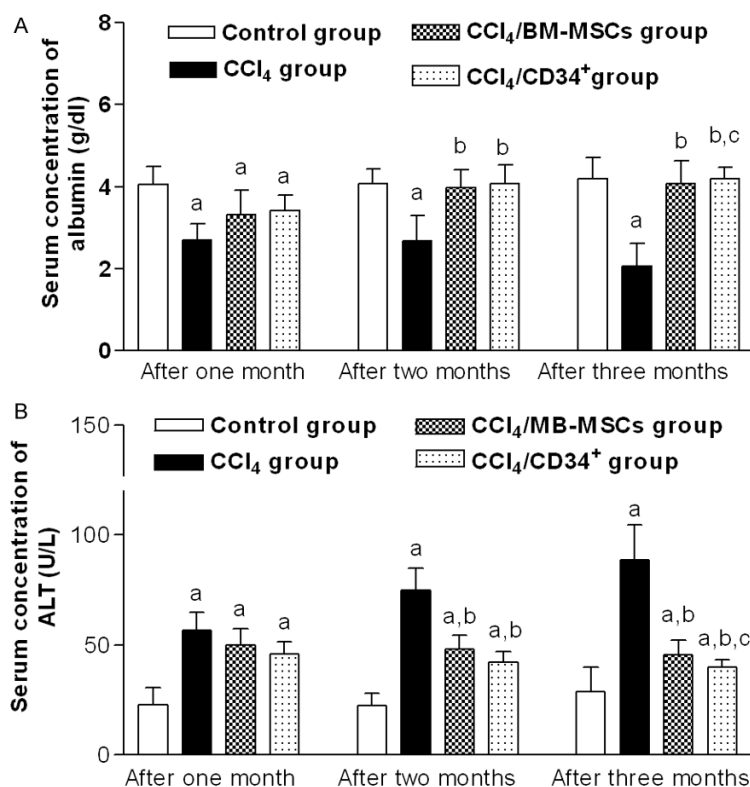 A
Control group
CCl₄ group
CCl₄/BM-MSCs group
CCl₄/CD34⁺group
Serum concentration of
albumin (g/dl)
8
6
4
2
0
a
a
a
a
b
b
a
b
b,c
After one month
After two months
After three months
B
Control group
CCl₄ group
CCl₄/MB-MSCs group
CCl₄/CD34⁺ group
Serum concentration of
ALT (U/L)
150
100
50
0
a
a
a
a
a,b
a,b
a
a,b
a,b,c
After one month
After two months
After three months